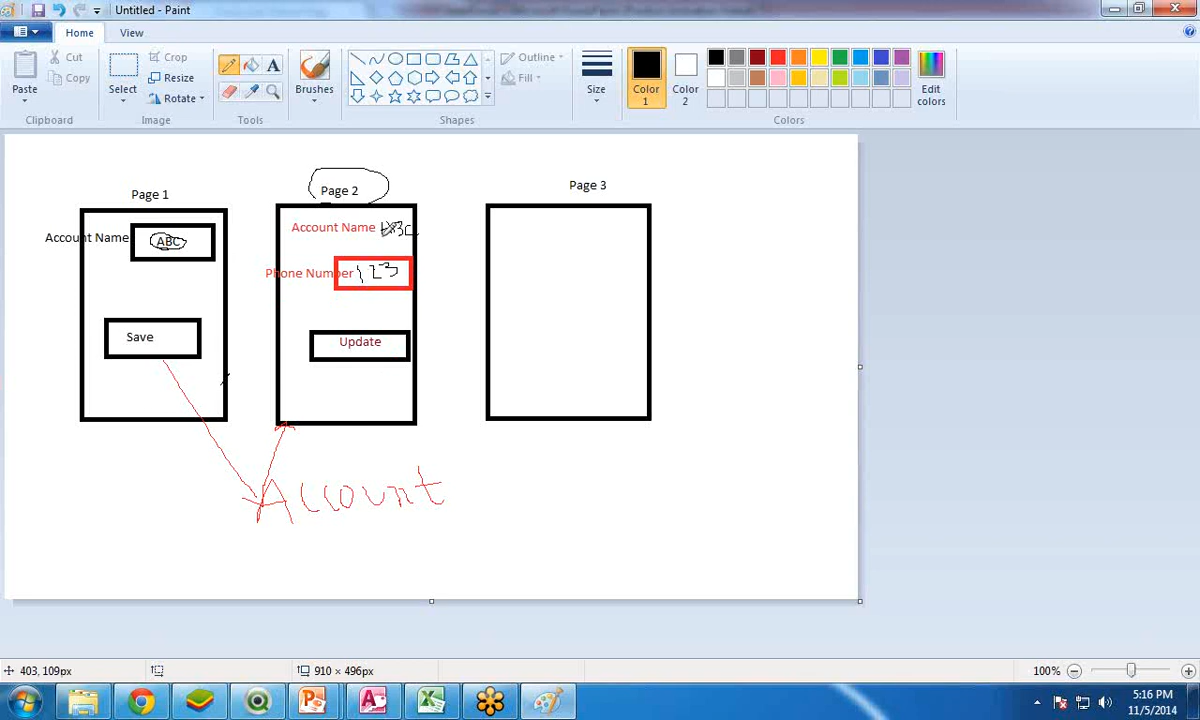 Untitled - Paint
Home
View
Paste
Cut
Copy
Clipboard
Select
Crop
Resize
Rotate
Image
A
Tools
Brushes
Shapes
Outline
Fill
Size
Color 1
Color 2
Edit colors
Colors
Page 1
Page 2
Page 3
Account Name
ABC
Save
Account Name
Phone Number 123
Update
Account
403, 109px
910 × 496px
100%
5:16 PM
11/5/2014